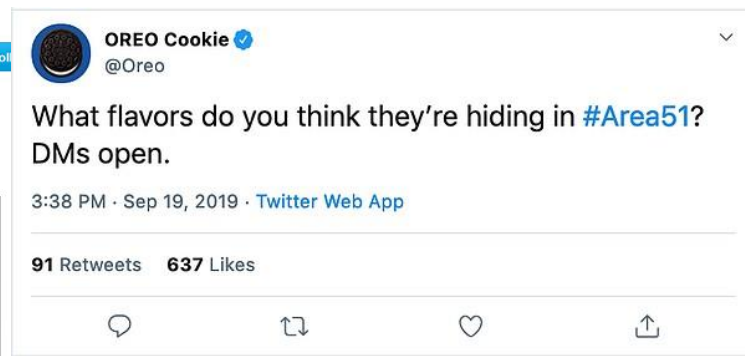 OREO Cookie
@Oreo
What flavors do you think they’re hiding in #Area51?
DMs open.
3:38 PM · Sep 19, 2019 · Twitter Web App
91 Retweets 637 Likes